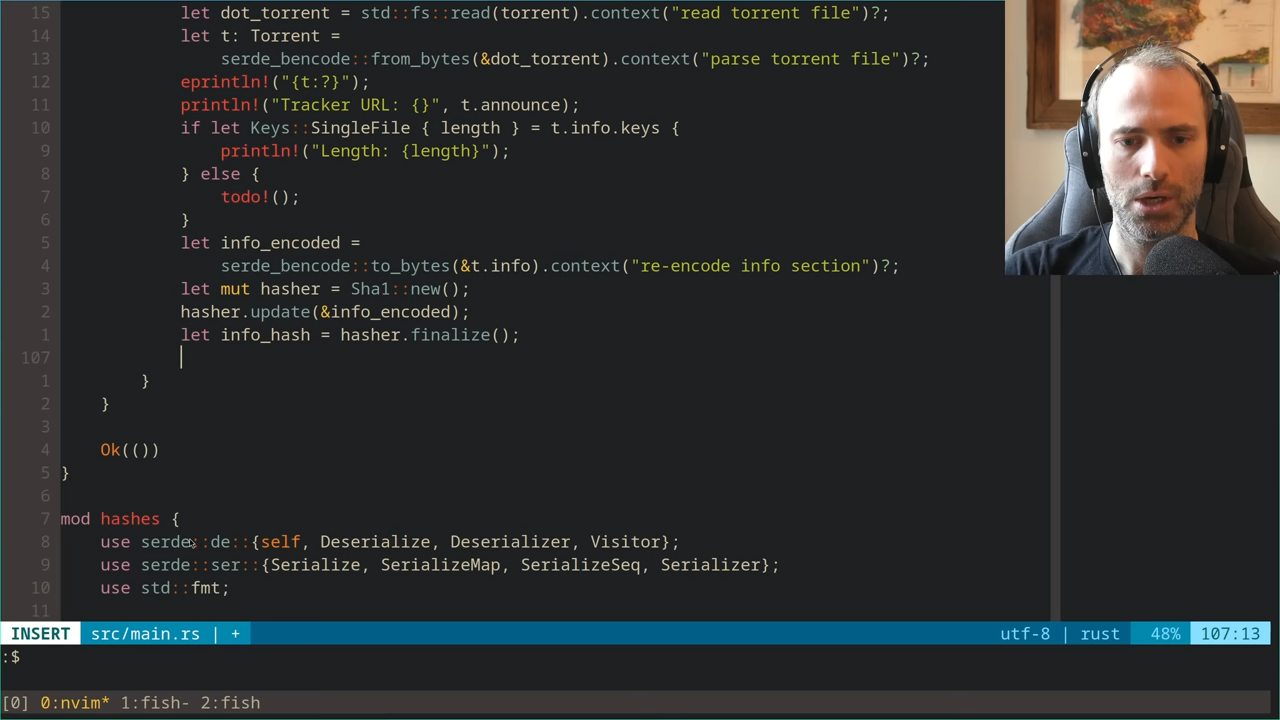 15 let dot_torrent = std::fs::read(torrent).context("read torrent file")?;
14 let t: Torrent =
13 serde_bencode::from_bytes(&dot_torrent).context("parse torrent file")?;
12 eprintln!("{t:?}");
11 println!("Tracker URL: {}", t.announce);
10 if let Keys::SingleFile { length } = t.info.keys {
9 println!("Length: {length}");
8 } else {
7 todo!();
6 }
5 let info_encoded =
4 serde_bencode::to_bytes(&t.info).context("re-encode info section")?;
3 let mut hasher = Sha1::new();
2 hasher.update(&info_encoded);
1 let info_hash = hasher.finalize();
107
1 }
2 }
3
4 Ok(())
5 }
6
7 mod hashes {
8 use serde::de::{self, Deserialize, Deserializer, Visitor};
9 use serde::ser::{Serialize, SerializeMap, SerializeSeq, Serializer};
10 use std::fmt;
11
INSERT src/main.rs | + utf-8 | rust 48% 107:13
:$
[0] 0:nvim* 1:fish- 2:fish